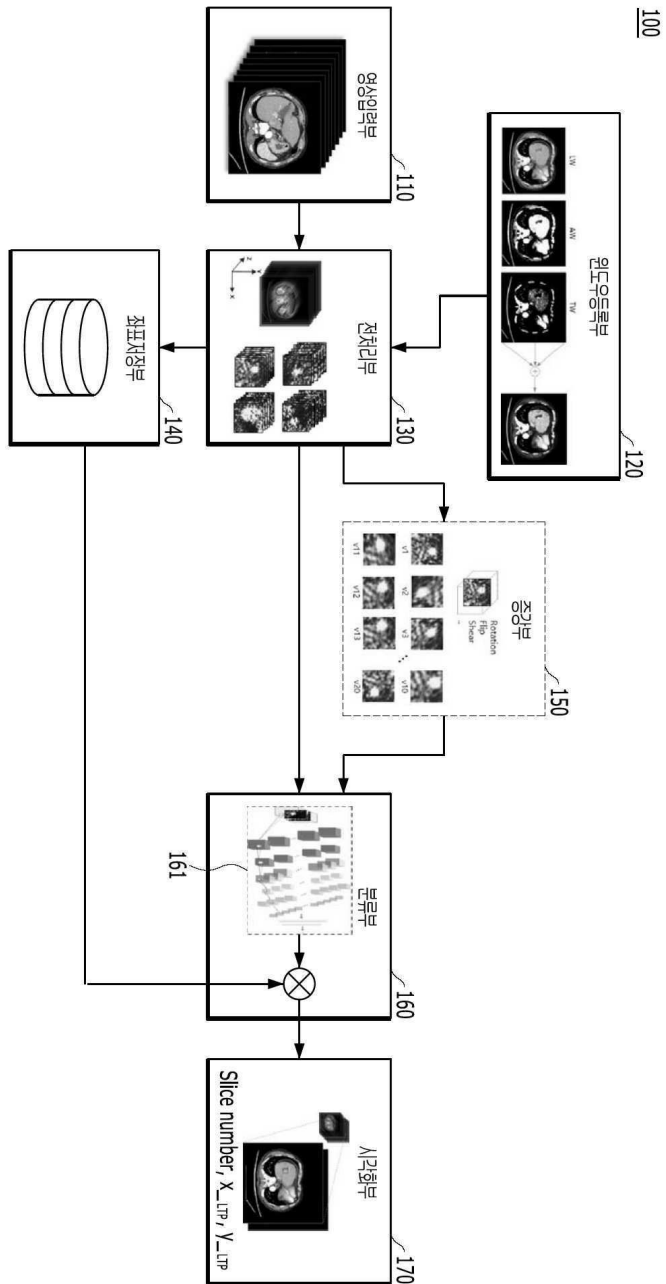 100
영상입력부
110
윈도우등록부
LW
AW
TW
120
전처리부
Z
Y
X
130
좌표저장부
140
증강부
Rotation
Flip
Shear
v1
v2
v3
...
v10
v11
v12
v13
v20
150
분류부
161
160
시각화부
Slice number, x_LTP, y_LTP
170